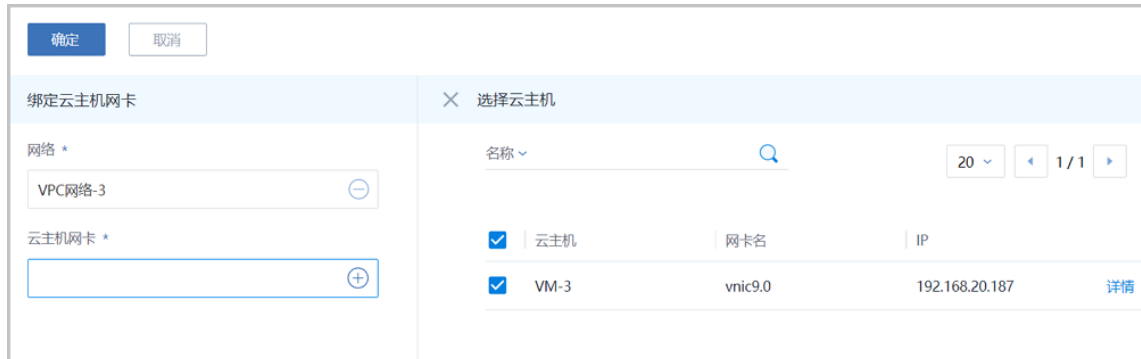 确定 取消
绑定云主机网卡
网络 *
VPC网络-3
云主机网卡 *
选择云主机
名称
20 1 / 1
云主机 网卡名 IP
VM-3 vnic9.0 192.168.20.187 详情